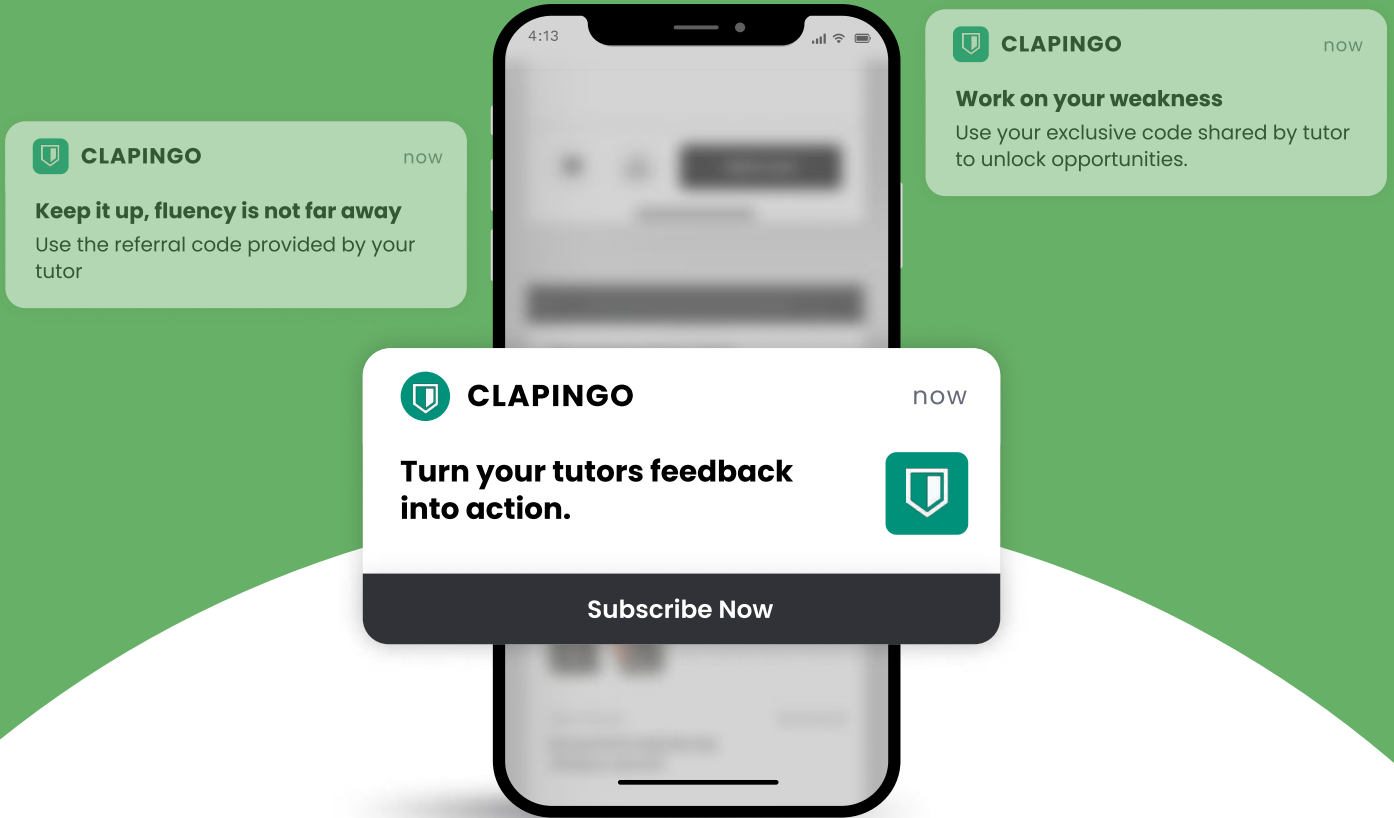 4:13
CLAPINGO
now
Work on your weakness
Use your exclusive code shared by tutor
to unlock opportunities.
CLAPINGO
now
Keep it up, fluency is not far away
Use the referral code provided by your
tutor
CLAPINGO
now
Turn your tutors feedback
into action.
Subscribe Now